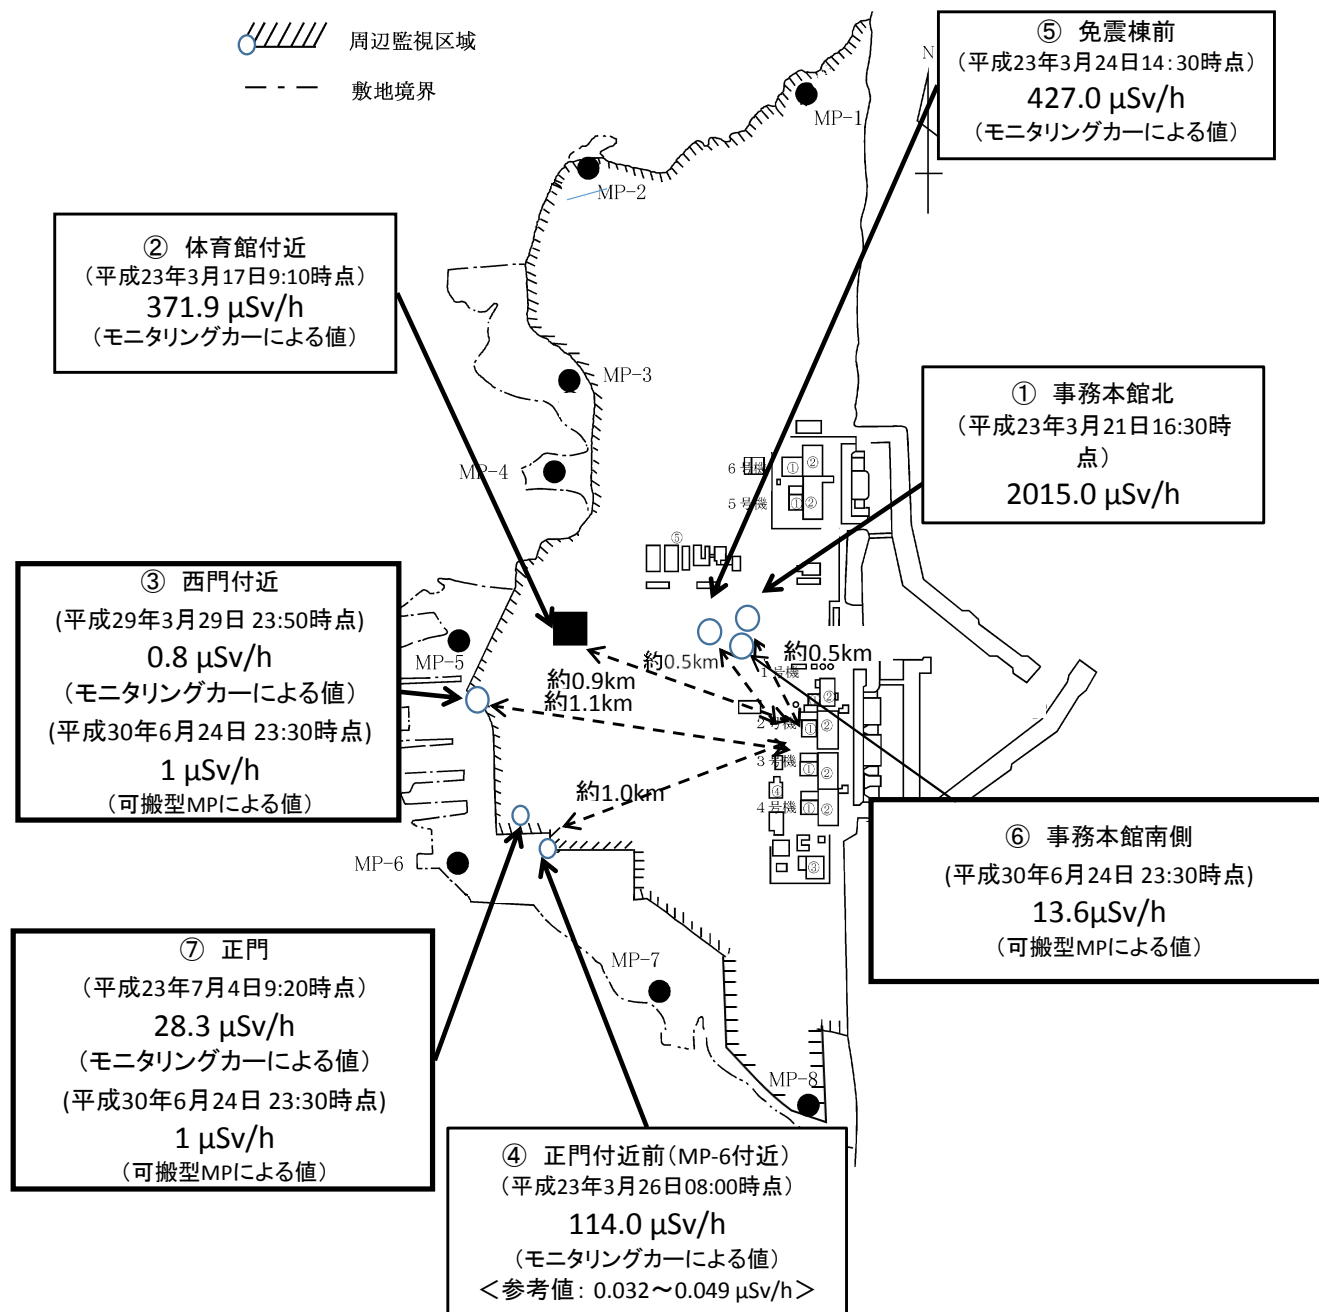 周辺監視区域
敷地境界
⑤ 免震棟前
(平成23年3月24日14:30時点)
427.0 μSv/h
(モニタリングカーによる値)
N
MP-1
MP-2
② 体育館付近
(平成23年3月17日9:10時点)
371.9 μSv/h
(モニタリングカーによる値)
MP-3
① 事務本館北
(平成23年3月21日16:30時
点)
2015.0 μSv/h
MP-4
6号機
① ②
5号機
① ②
⑤
③ 西門付近
(平成29年3月29日 23:50時点)
0.8 μSv/h
(モニタリングカーによる値)
(平成30年6月24日 23:30時点)
1 μSv/h
(可搬型MPによる値)
MP-5
約0.5km
約0.5km
約0.9km
約1.1km
1号機
②
2号機
① ②
3号機
① ②
④
4号機
① ②
③
約1.0km
MP-6
⑥ 事務本館南側
(平成30年6月24日 23:30時点)
13.6μSv/h
(可搬型MPによる値)
⑦ 正門
(平成23年7月4日9:20時点)
28.3 μSv/h
(モニタリングカーによる値)
(平成30年6月24日 23:30時点)
1 μSv/h
(可搬型MPによる値)
MP-7
MP-8
④ 正門付近前(MP-6付近)
(平成23年3月26日08:00時点)
114.0 μSv/h
(モニタリングカーによる値)
<参考値: 0.032~0.049 μSv/h>